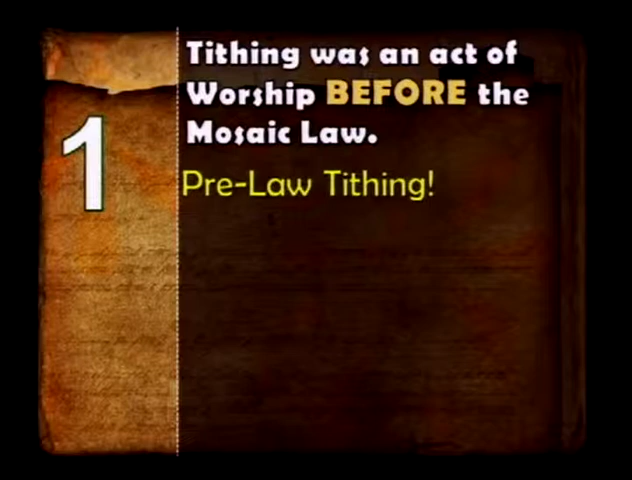 1
Tithing was an act of
Worship BEFORE the
Mosaic Law.
Pre-Law Tithing!